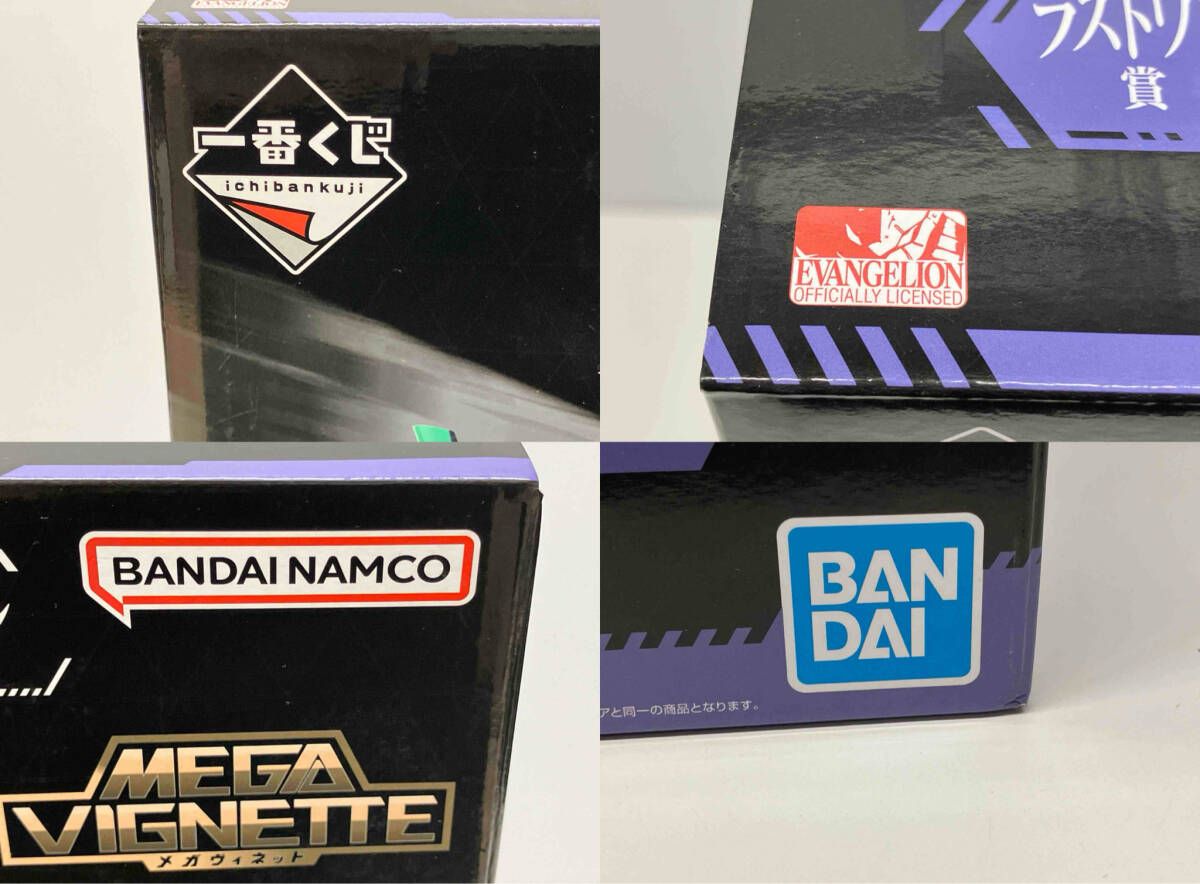 EVANGELION
一番くじ
ichibankuji
ラストワ
賞
EVANGELION
OFFICIALLY LICENSED
BANDAI NAMCO
MEGA
VIGNETTE
メガヴィネット
BAN
DAI
アと同一の商品となります。